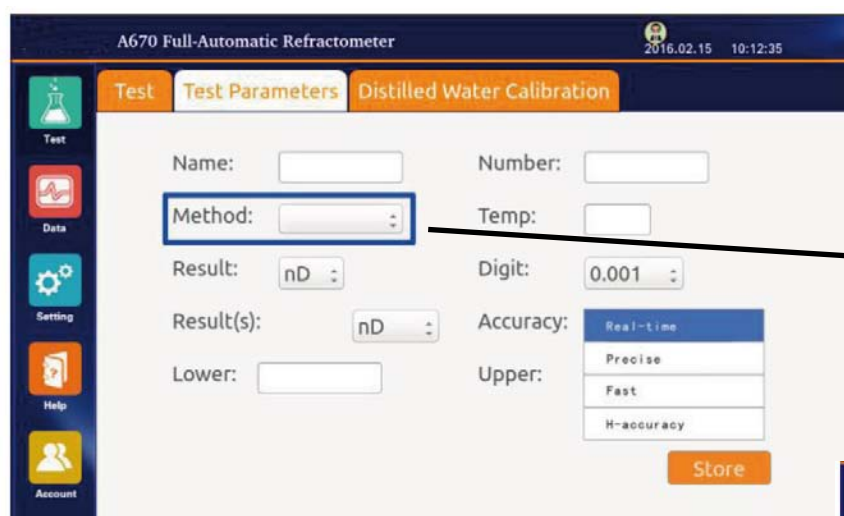 A670 Full-Automatic Refractometer
2016.02.15 10:12:35
Test Test Parameters Distilled Water Calibration
Test
Data
Setting
Help
Account
Name: Number:
Method: Temp:
Result: nD Digit: 0.001
Result(s): nD Accuracy: Real-time
Precise
Lower: Upper: Fast
H-accuracy
Store